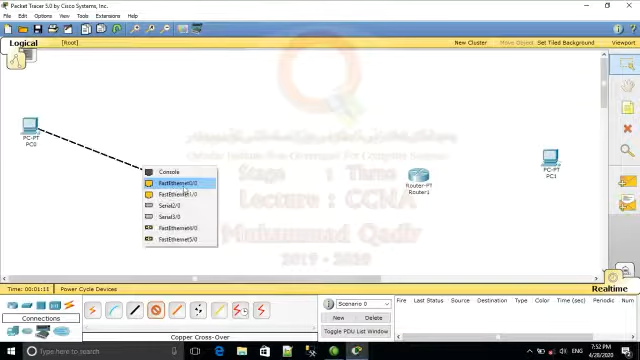 Packet Tracer 5.0 by Cisco Systems, Inc.
File Edit Options View Tools Extensions Help
Logical
[Root]
New Cluster
Move Object
Set Tiled Background
Viewport
PC-PT
PC0
Console
FastEthernet0/0
FastEthernet1/0
Serial2/0
Serial3/0
FastEthernet4/0
FastEthernet5/0
Router-PT
Router1
PC-PT
PC1
Stage : Three
Lecture : CCNA
Muhammad Qadir
2019 - 2020
Time: 00:01:11
Power Cycle Devices
Realtime
Connections
Copper Cross-Over
Scenario 0
New
Delete
Toggle PDU List Window
Fire
Last Status
Source
Destination
Type
Color
Time (sec)
Periodic
Num
Type here to search
ENG
7:52 PM
4/28/2020